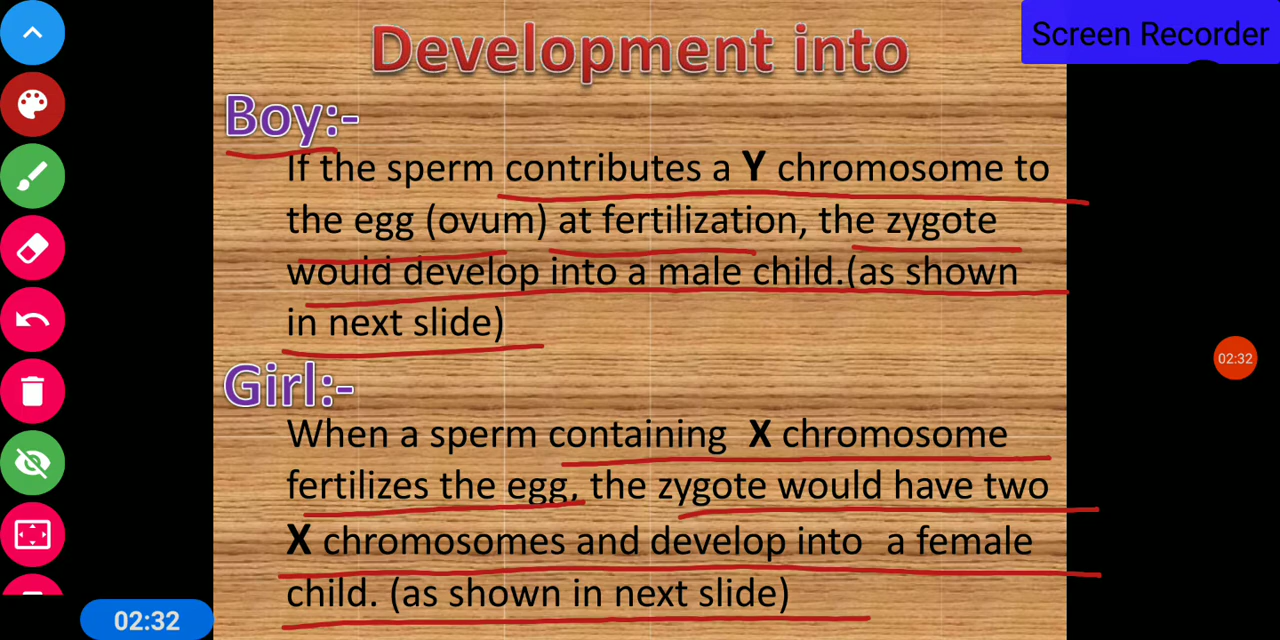 Screen Recorder
Development into
Boy:-
If the sperm contributes a Y chromosome to
the egg (ovum) at fertilization, the zygote
would develop into a male child.(as shown
in next slide)
02:32
Girl:-
When a sperm containing X chromosome
fertilizes the egg, the zygote would have two
X chromosomes and develop into a female
child. (as shown in next slide)
02:32